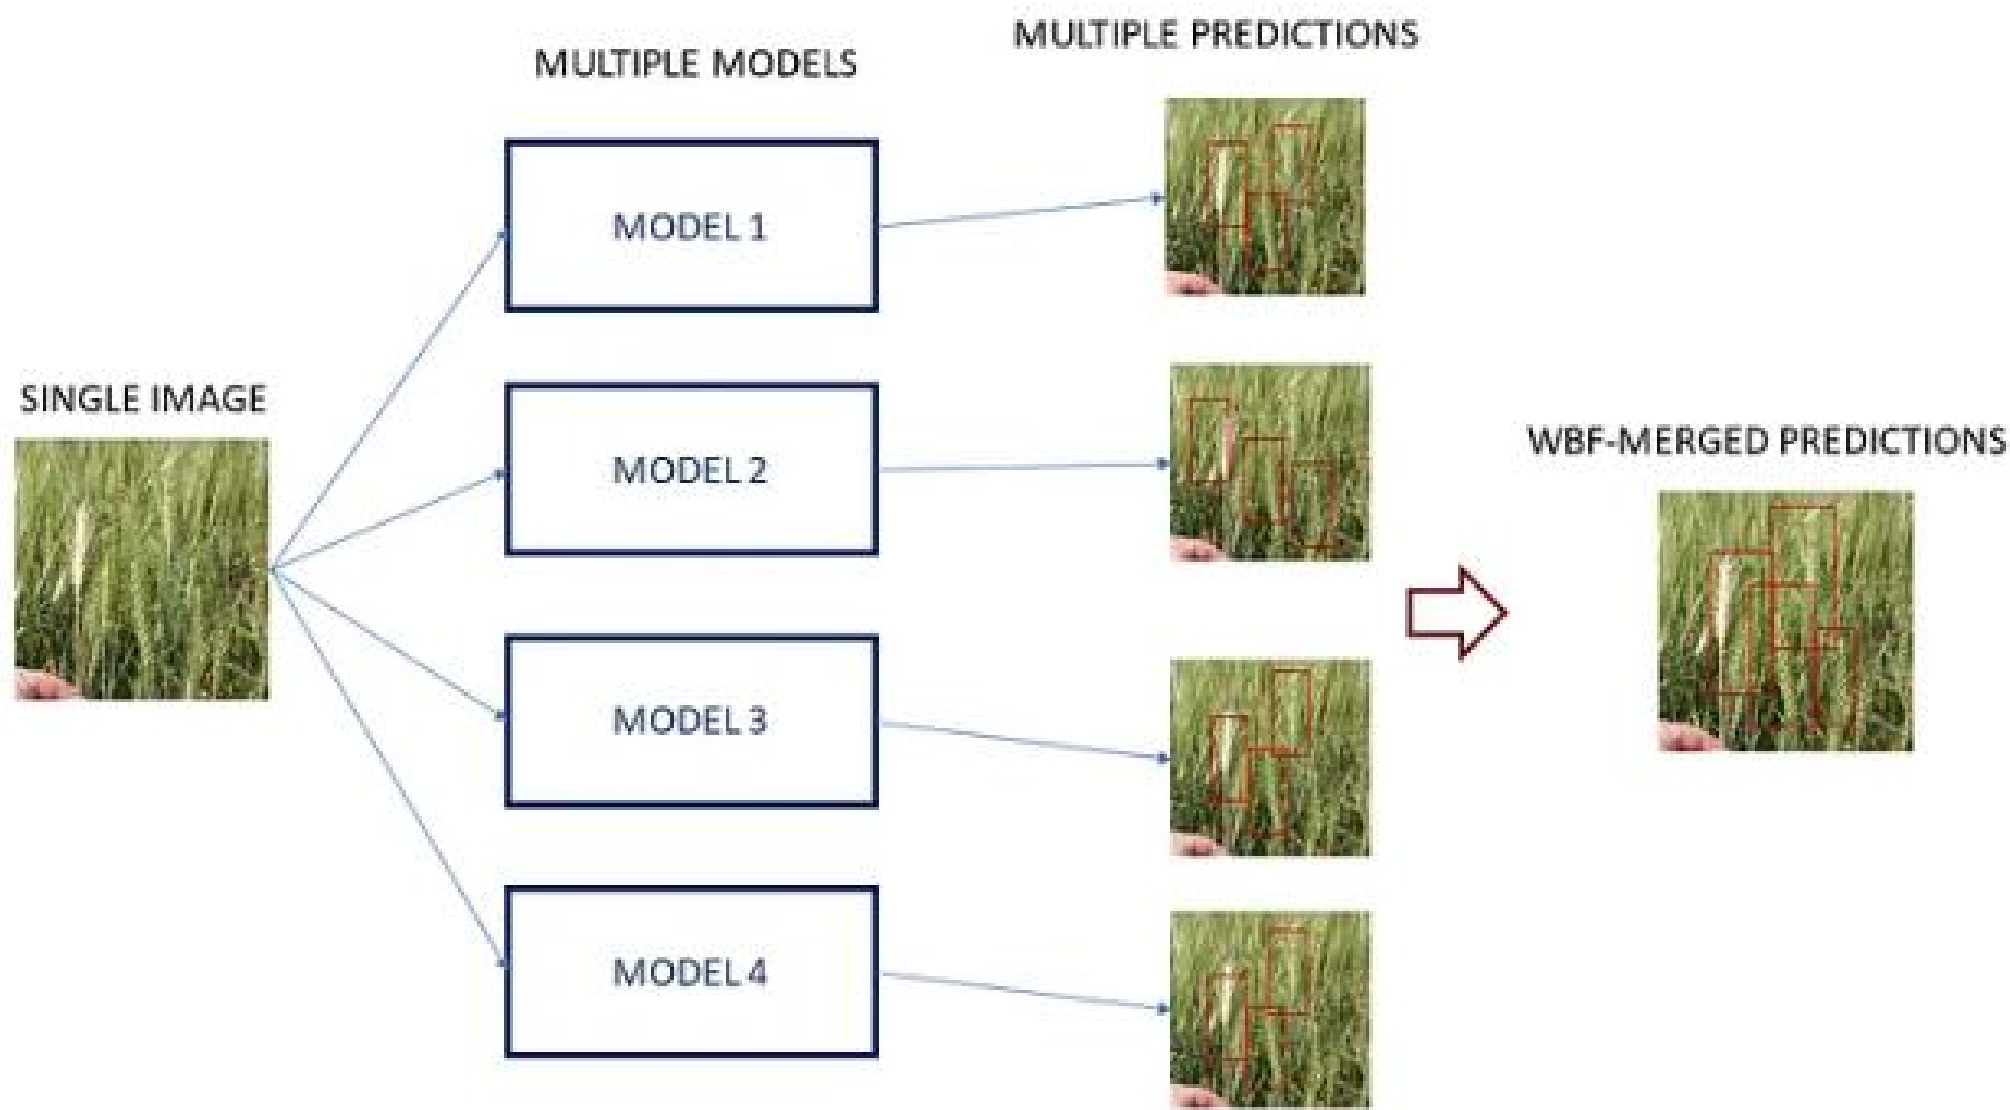 MULTIPLE PREDICTIONS
MULTIPLE MODELS
MODEL 1
SINGLE IMAGE
MODEL 2
WBF-MERGED PREDICTIONS
MODEL 3
MODEL 4